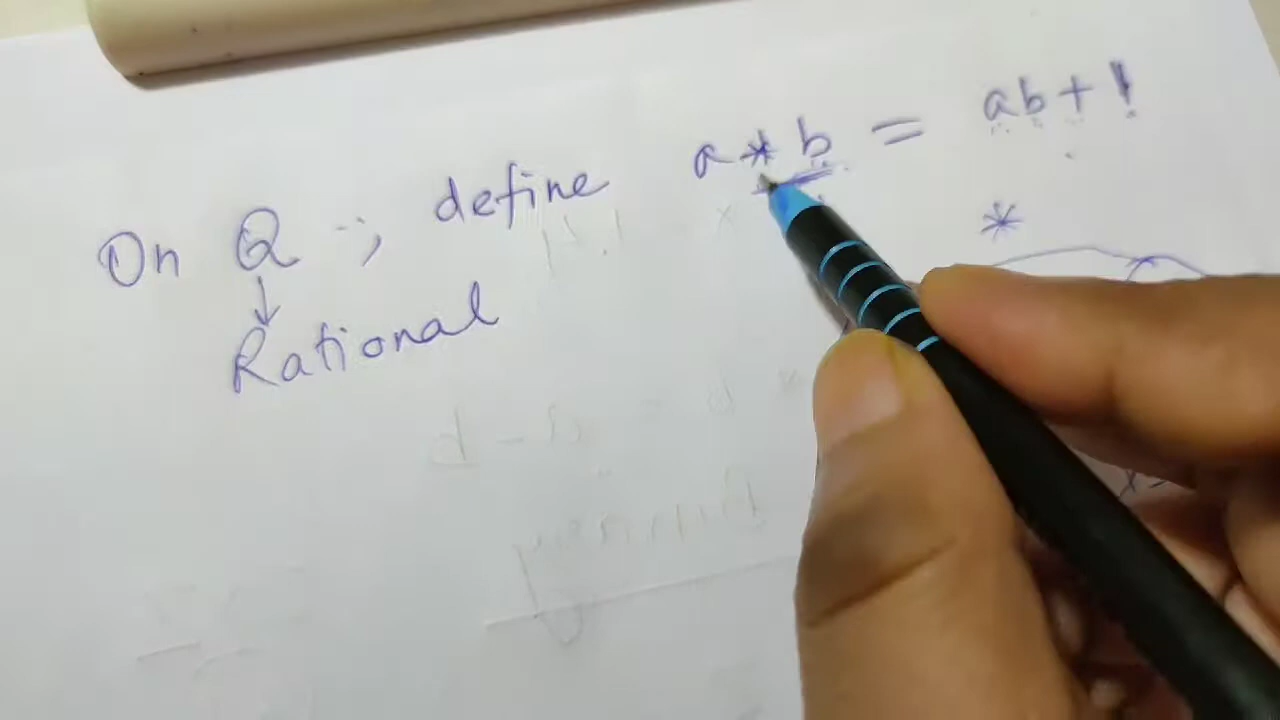 On Q ; define a * b = ab + 1
Rational
*